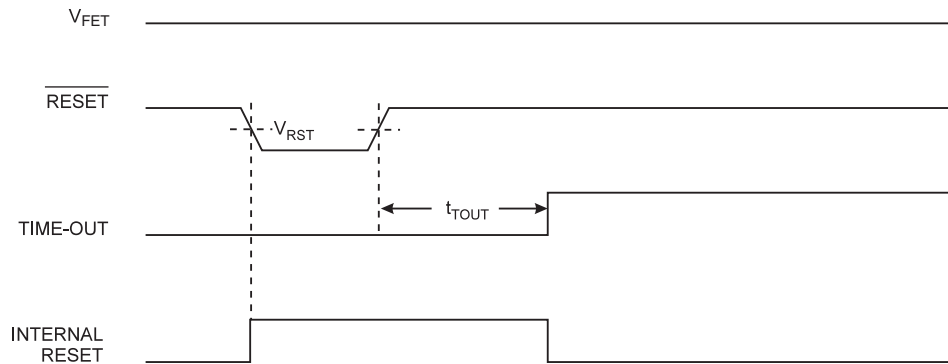 VFET
RESET
VRST
tTOUT
TIME-OUT
INTERNAL
RESET